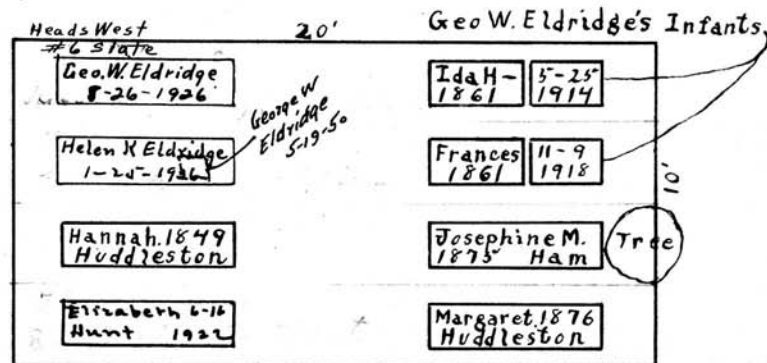 Heads West
#6 State
20'
Geo W. Eldridge's Infants
Geo. W. Eldridge
8-26-1926
Ida H-
1861
5-25
1914
George W
Eldridge
5-19-50
Helen K Eldridge
Frances
1861
11-9
1918
10'
Hannah 1849
Huddleston
Josephine M.
1875 Ham
Tree
Elizabeth 6-16
Hunt 1922
Margaret 1876
Huddleston